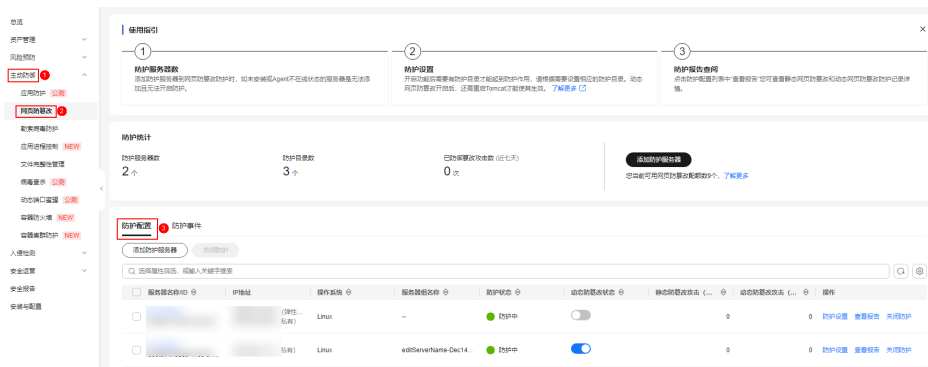 总览
资产管理
风险预防
主动防御 1
应用防护 公测
网页防篡改 2
勒索病毒防护
应用进程控制 NEW
文件完整性管理
病毒查杀 公测
动态端口蜜罐 公测
容器防火墙 NEW
容器集群防护 NEW
入侵检测
安全运营
安全报告
安装与配置
使用指引
1
防护服务器数
添加防护服务器到网页防篡改防护时，如未安装或Agent不在线状态的服务器是无法添
加且无法开启防护。
2
防护设置
开启功能后需要有防护目录才能起到防护作用，请根据需要设置相应的防护目录。动态
网页防篡改开启后，还需重启Tomcat才能使其生效。 了解更多
3
防护报告查阅
点击防护配置列表中“查看报告”您可查看静态网页防篡改和动态网页防篡改防护记录详
情。
防护统计
防护服务器数
2 个
防护目录数
3 个
已防御篡改攻击数 (近七天)
0 次
添加防护服务器
您当前可用网页防篡改配额数9个，了解更多
防护配置 3 防护事件
添加防护服务器 关闭防护
选择属性筛选，或输入关键字搜索
服务器名称/ID IP地址 操作系统 服务器组名称 防护状态 动态防篡改状态 静态防篡改攻击 (... 动态防篡改攻击 (... 操作
(弹性...
私有) Linux -- 防护中 0 0 防护设置 查看报告 关闭防护
私有) Linux editServerName-Dec14... 防护中 0 0 防护设置 查看报告 关闭防护